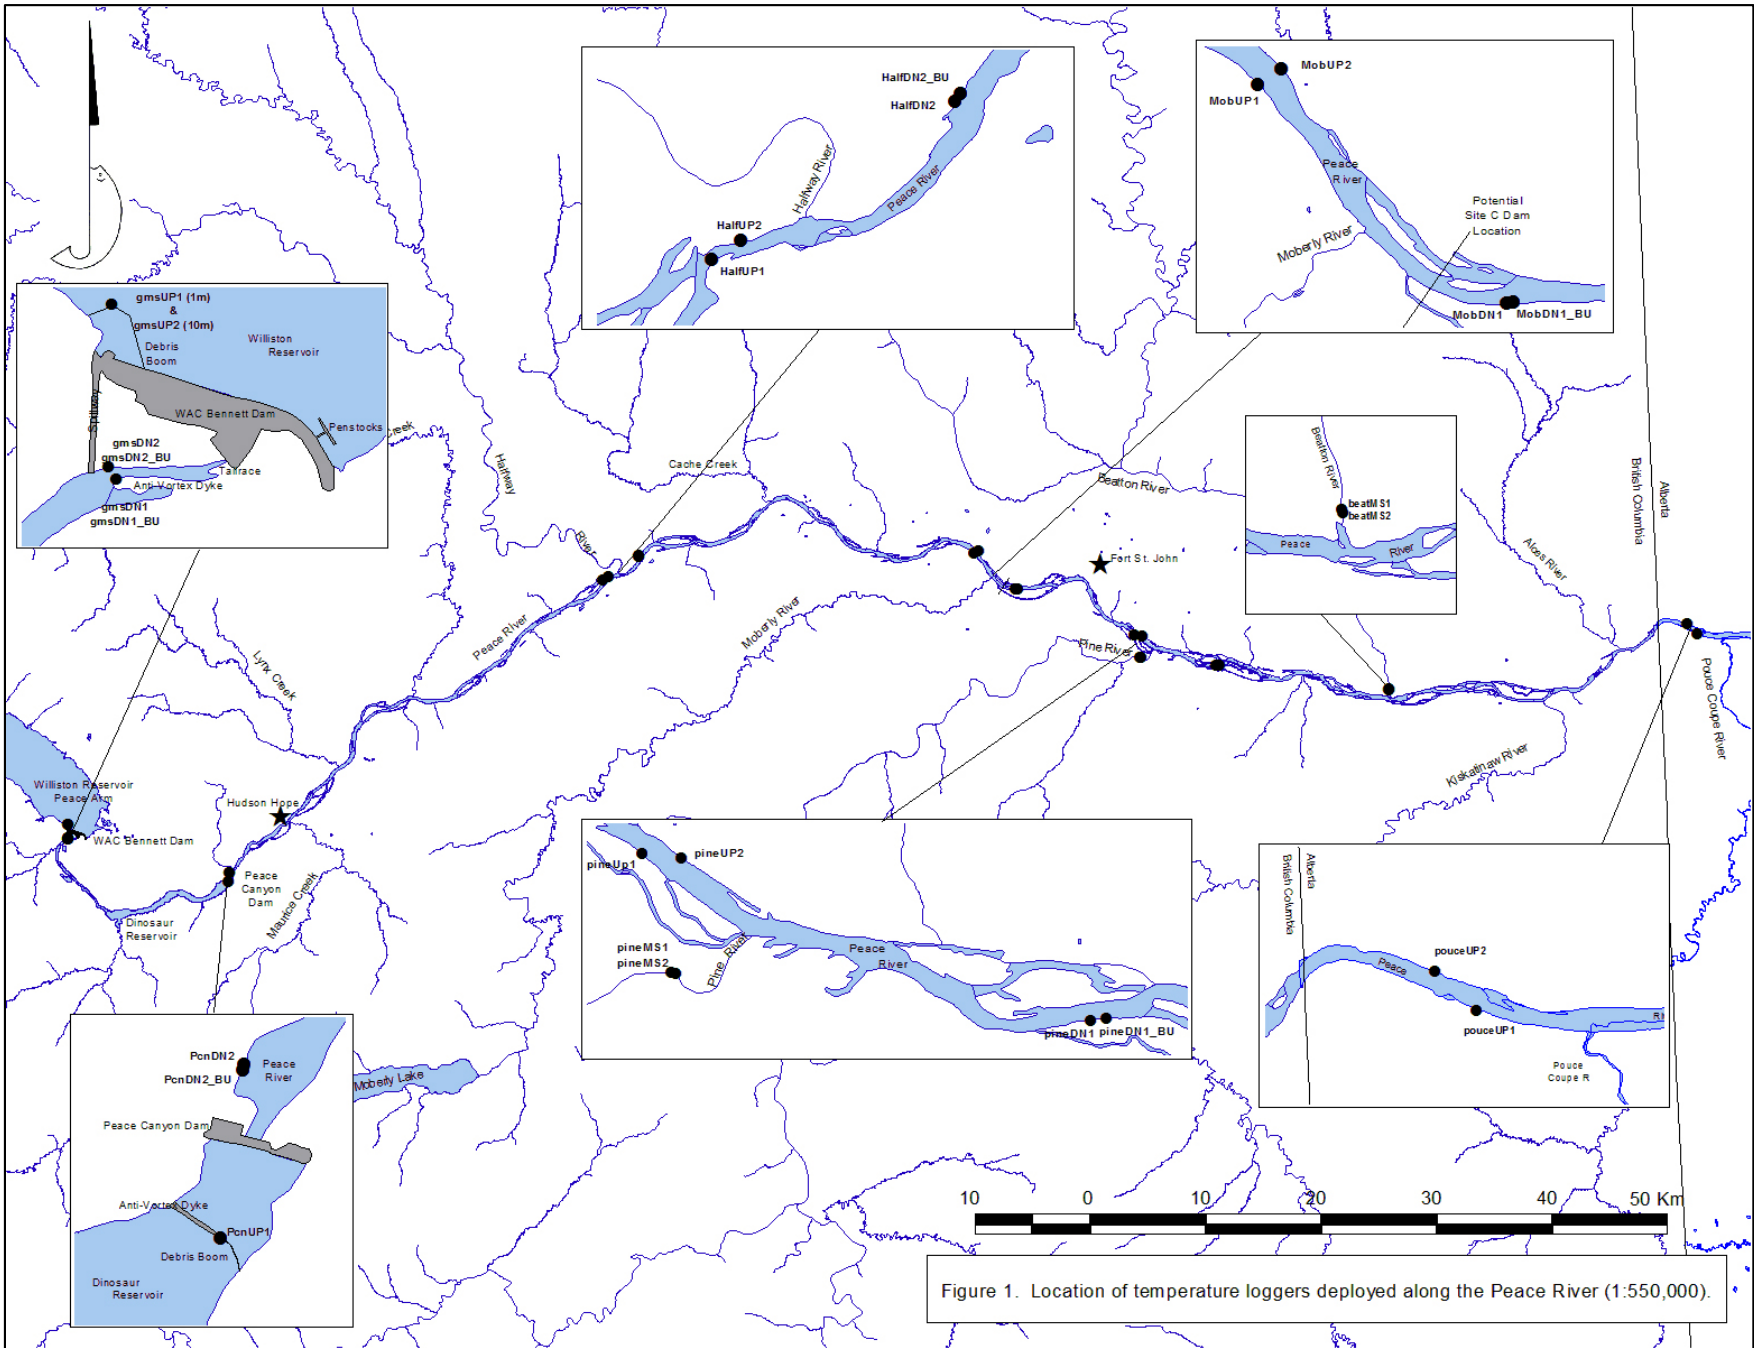 HalfDN2_BU
HalfDN2
Halfway River
Peace River
HalfUP2
HalfUP1
MobUP2
MobUP1
Peace
River
Potential
Site C Dam
Location
Moberly River
MobDN1
MobDN1_BU
gmsUP1 (1m)
&
gmsUP2 (10m)
Debris
Boom
Williston
Reservoir
Spillway
WAC Bennett Dam
Penstocks
gmsDN2
gmsDN2_BU
Tailrace
Anti Vortex Dyke
gmsDN1
gmsDN1_BU
Creek
Halfway
River
Cache Creek
Beatton River
Beatton River
beatMS1
beatMS2
Peace
River
British Columbia
Alberta
Alces River
Fort St. John
Moberly River
Peace River
Pine River
Lynx Creek
Pouce Coupe River
Kiskatinaw River
Williston Reservoir
Peace Arm
WAC Bennett Dam
Hudson Hope
Peace
Canyon
Dam
Maurice Creek
Dinosaur
Reservoir
pineUp1
pineUP2
pineMS1
pineMS2
Pine River
Peace
River
pineDN1
pineDN1_BU
British Columbia
Alberta
pouceUP2
Peace
pouceUP1
Pouce
Coupe R
PcnDN2
PcnDN2_BU
Peace
River
Peace Canyon Dam
Anti-Vortex Dyke
PcnUP1
Debris Boom
Dinosaur
Reservoir
Moberly Lake
10 0 10 20 30 40 50 Km
Figure 1. Location of temperature loggers deployed along the Peace River (1:550,000).